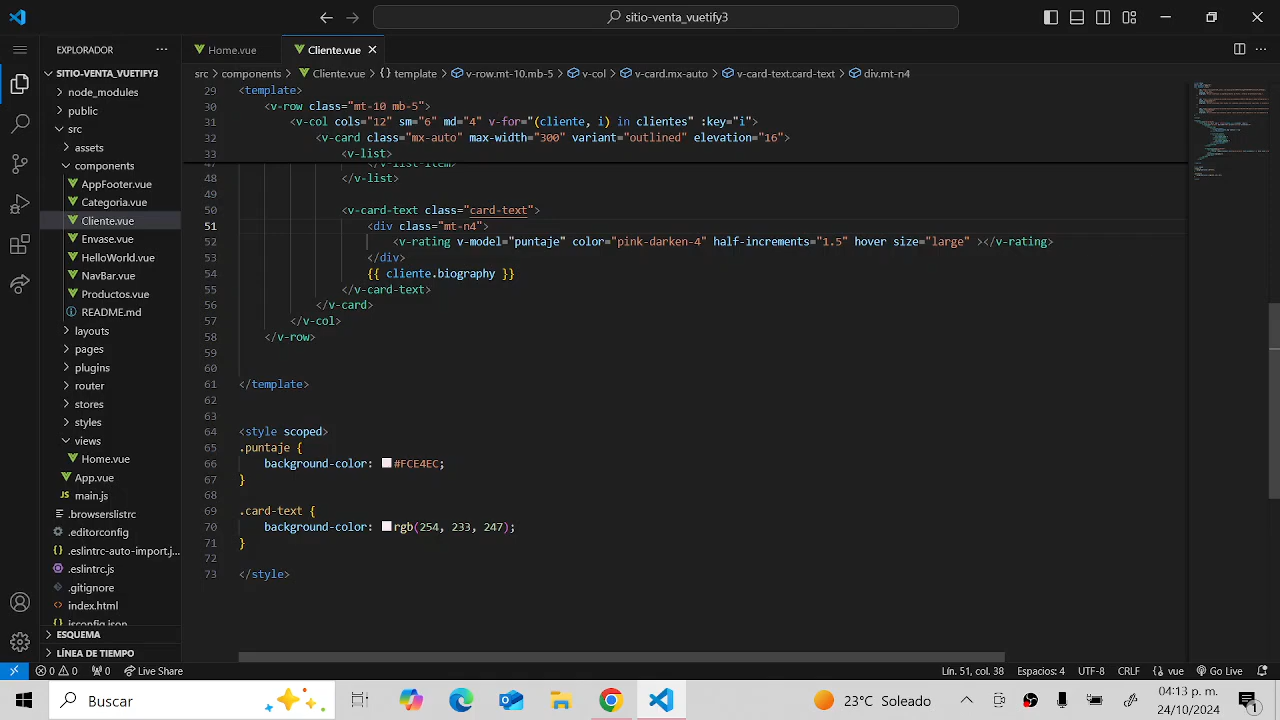 sitio-venta_vuetify3
EXPLORADOR
Home.vue
Cliente.vue
SITIO-VENTA_VUETIFY3
node_modules
public
src
assets
components
AppFooter.vue
Categoria.vue
Cliente.vue
Envase.vue
HelloWorld.vue
NavBar.vue
Productos.vue
README.md
layouts
pages
plugins
router
stores
styles
views
Home.vue
App.vue
main.js
.browserslistrc
.editorconfig
.eslintrc-auto-import.j...
.eslintrc.js
.gitignore
index.html
jsconfig.json
ESQUEMA
LÍNEA DE TIEMPO
src > components > Cliente.vue > {} template > v-row.mt-10.mb-5 > v-col > v-card.mx-auto > v-card-text.card-text > div.mt-n4
29 <template>
30 <v-row class="mt-10 mb-5">
31 <v-col cols="12" sm="6" md="4" v-for="(cliente, i) in clientes" :key="i">
32 <v-card class="mx-auto" max-width="300" variant="outlined" elevation="16">
33 <v-list>
47 </v-list-item>
48 </v-list>
49
50 <v-card-text class="card-text">
51 <div class="mt-n4">
52 <v-rating v-model="puntaje" color="pink-darken-4" half-increments="1.5" hover size="large" ></v-rating>
53 </div>
54 {{ cliente.biography }}
55 </v-card-text>
56 </v-card>
57 </v-col>
58 </v-row>
59
60
61 </template>
62
63
64 <style scoped>
65 .puntaje {
66 background-color: #FCE4EC;
67 }
68
69 .card-text {
70 background-color: rgb(254, 233, 247);
71 }
72
73 </style>
0 0 0 Live Share Lín. 51, col. 38 Espacios: 4 UTF-8 CRLF {} vue Go Live
Buscar 23°C Soleado 04:13 p. m.
24/10/2024 1